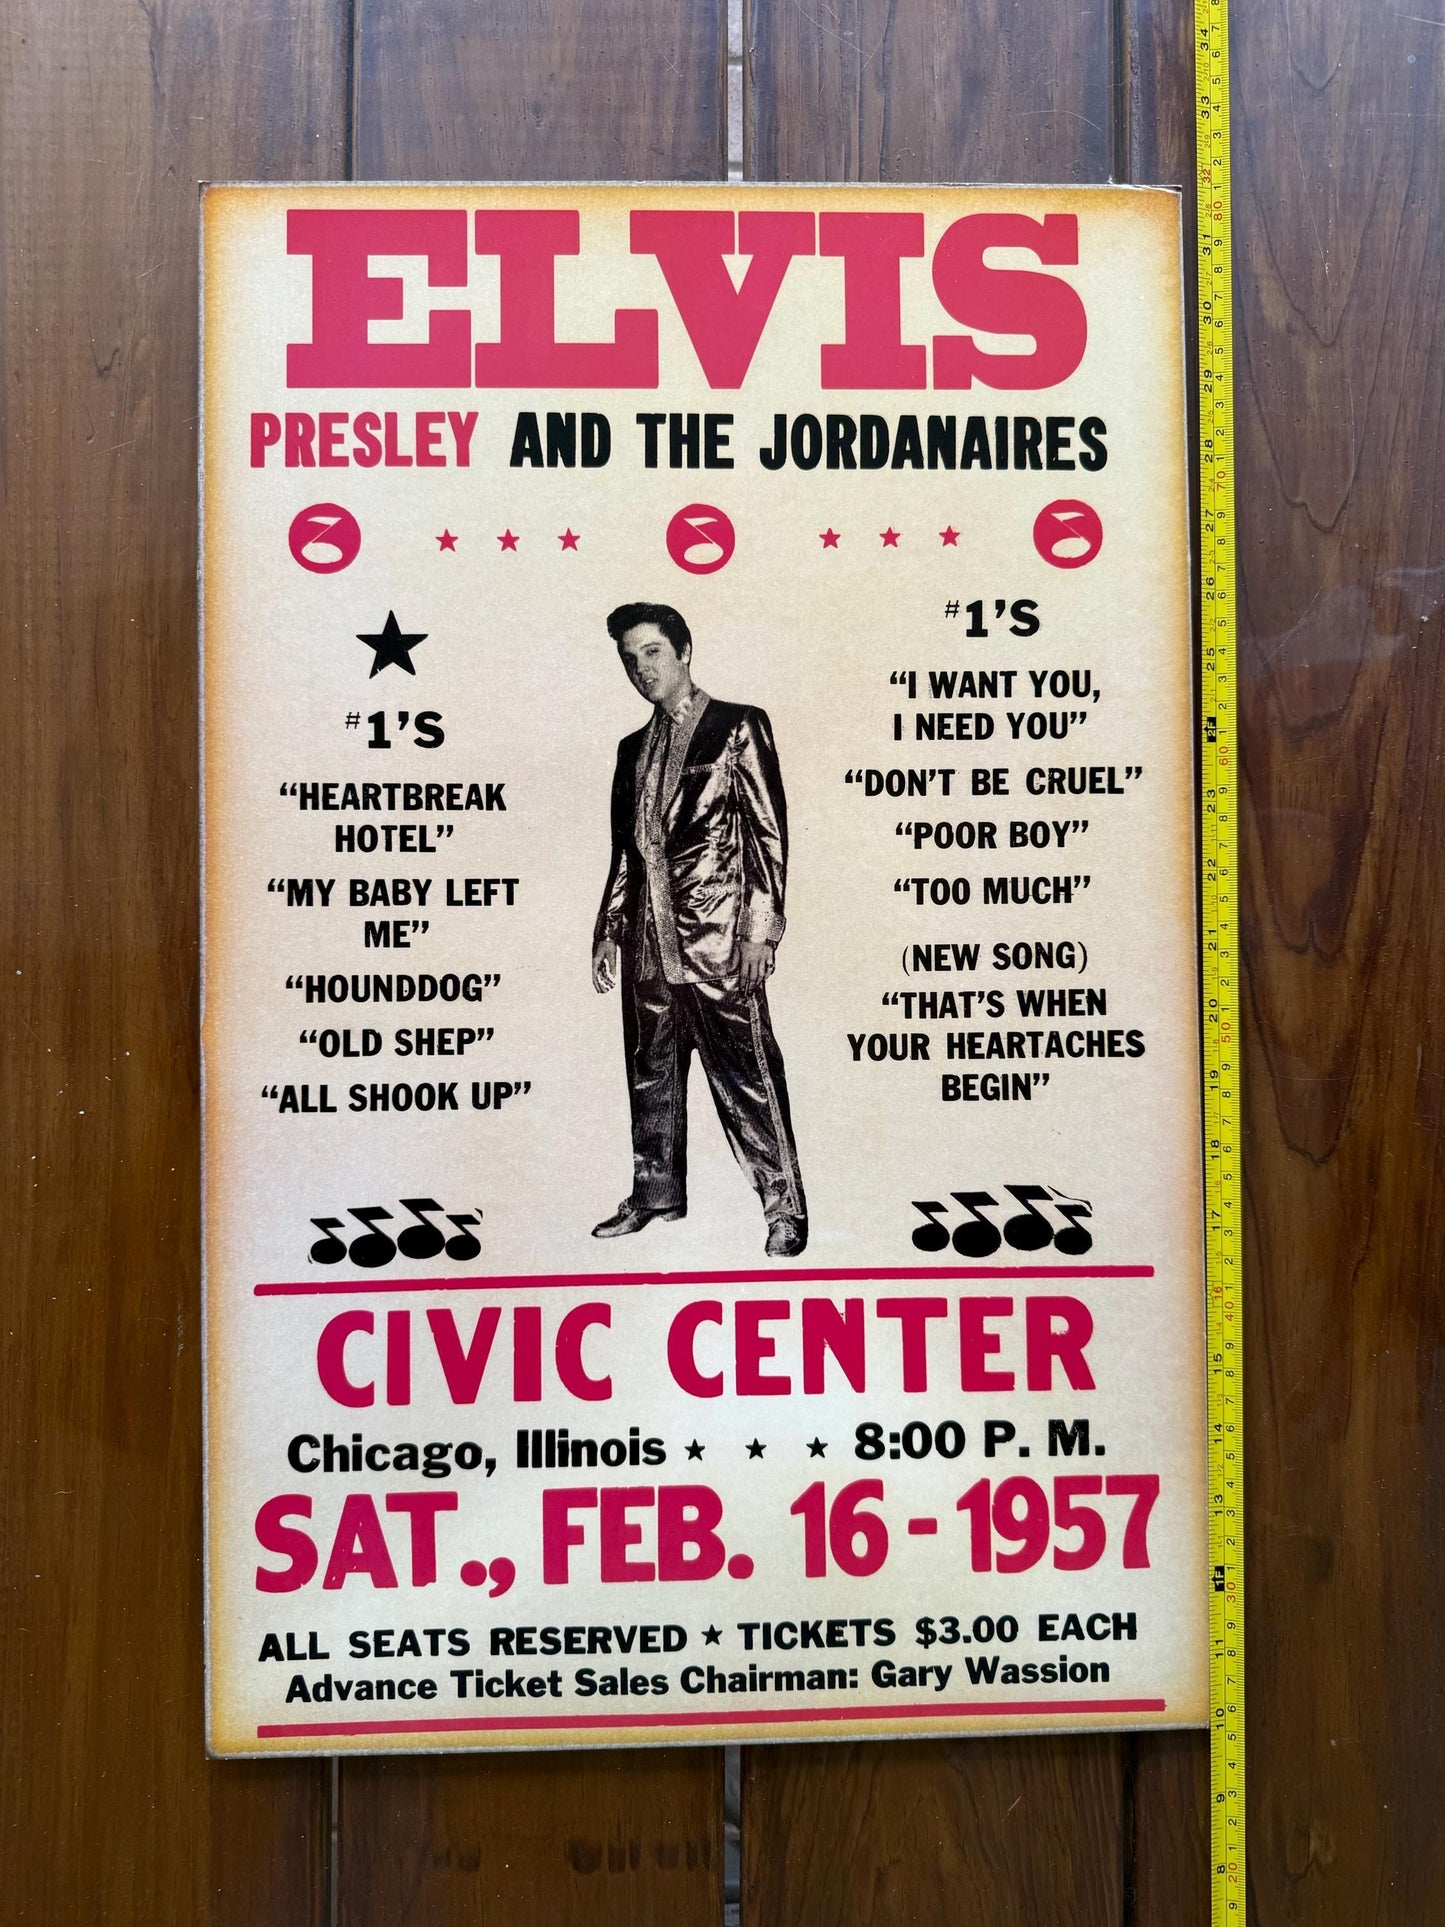 ELVIS
PRESLEY AND THE JORDANAIRES
#1'S
"HEARTBREAK
HOTEL"
"MY BABY LEFT
ME"
"HOUNDDOG"
"OLD SHEP"
"ALL SHOOK UP"
#1'S
"I WANT YOU,
I NEED YOU"
"DON'T BE CRUEL"
"POOR BOY"
"TOO MUCH"
(NEW SONG)
"THAT'S WHEN
YOUR HEARTACHES
BEGIN"
CIVIC CENTER
Chicago, Illinois ★ ★ ★ 8:00 P. M.
SAT., FEB. 16 - 1957
ALL SEATS RESERVED ★ TICKETS $3.00 EACH
Advance Ticket Sales Chairman: Gary Wassion